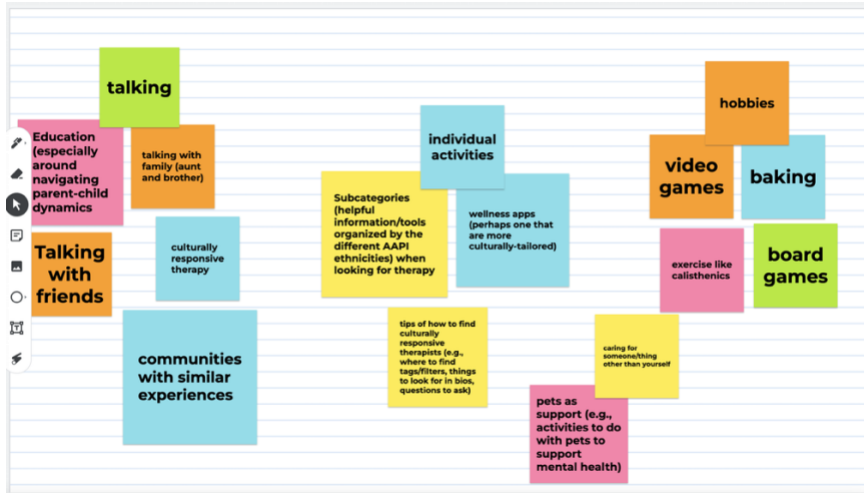 talking
Education
(especially
around
navigating
parent-child
dynamics
talking with
family (aunt
and brother)
Talking
with
friends
culturally
responsive
therapy
communities
with similar
experiences
individual
activities
Subcategories
(helpful
information/tools
organized by the
different AAPI
ethnicities) when
looking for therapy
wellness apps
(perhaps one that
are more
culturally-tailored)
tips of how to find
culturally
responsive
therapists (e.g.,
where to find
tags/filters, things
to look for in bios,
questions to ask)
hobbies
video
games
baking
exercise like
calisthenics
board
games
caring for
someone/thing
other than yourself
pets as
support (e.g.,
activities to do
with pets to
support
mental health)